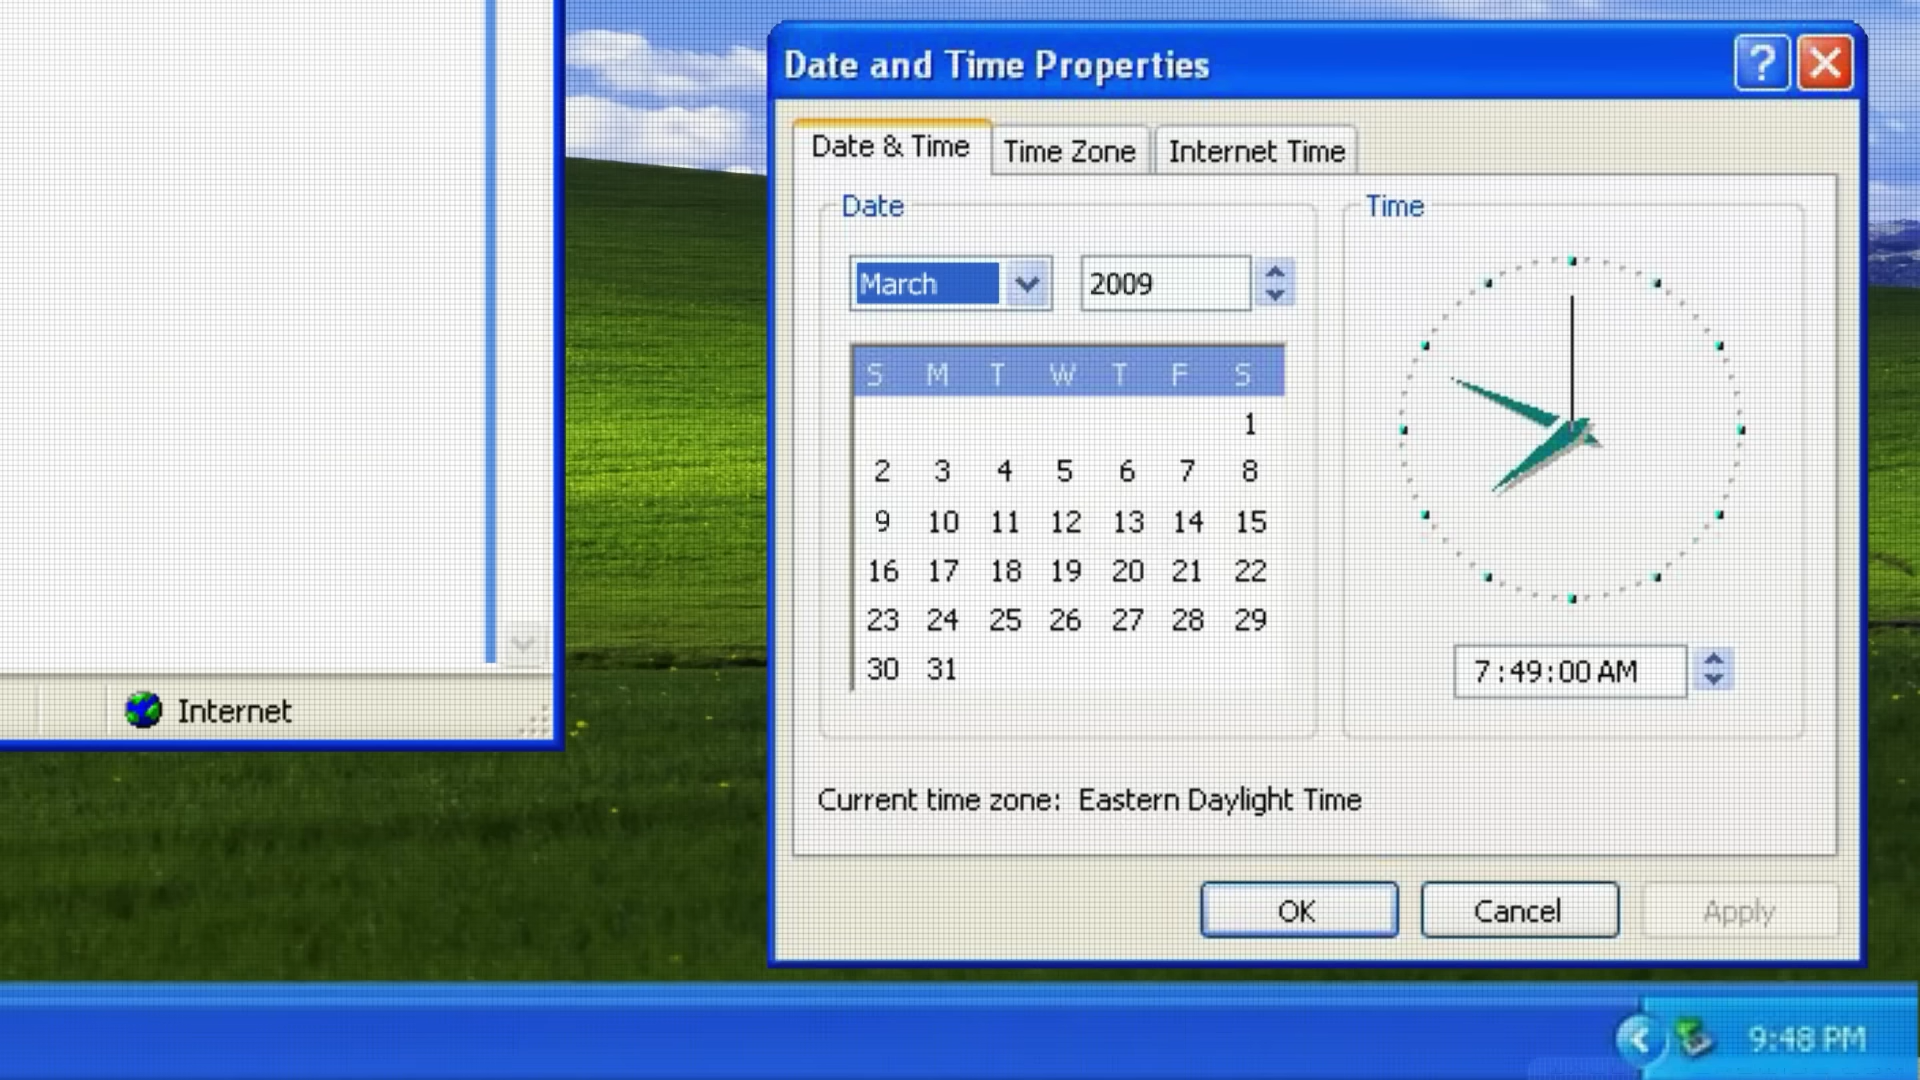 Date and Time Properties
?
Date & Time
Time Zone
Internet Time
Date
Time
March
2009
S M T W T F S
1
2 3 4 5 6 7 8
9 10 11 12 13 14 15
16 17 18 19 20 21 22
23 24 25 26 27 28 29
30 31
7:49:00 AM
Internet
Current time zone: Eastern Daylight Time
OK
Cancel
Apply
9:48 PM